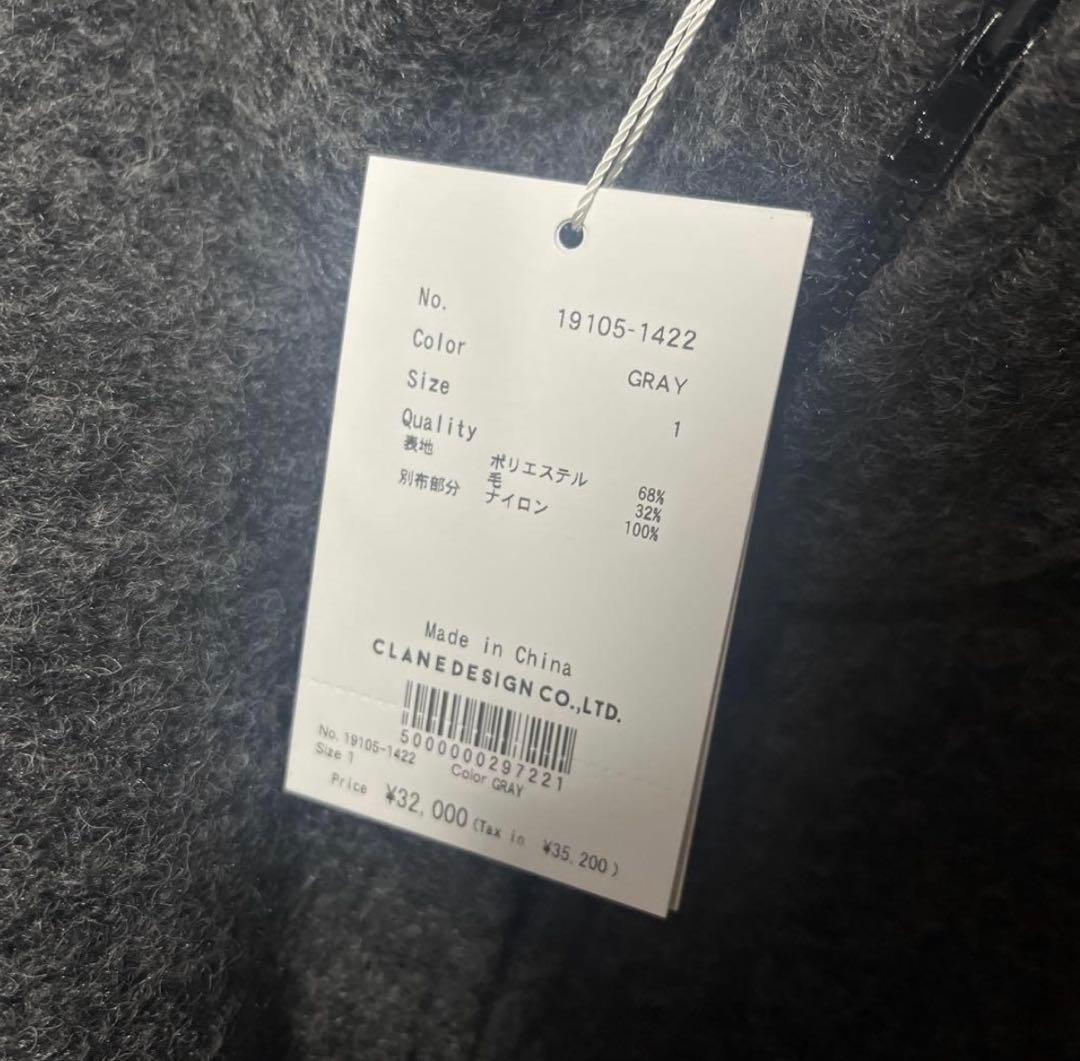 No. 19105-1422
Color GRAY
Size 1
Quality
表地 ポリエステル 68%
毛 32%
別布部分 ナイロン 100%
Made in China
CLANEDESIGN CO.,LTD.
5000000297221
No. 19105-1422
Size 1 Color GRAY
Price ¥32,000 (Tax in ¥35,200)